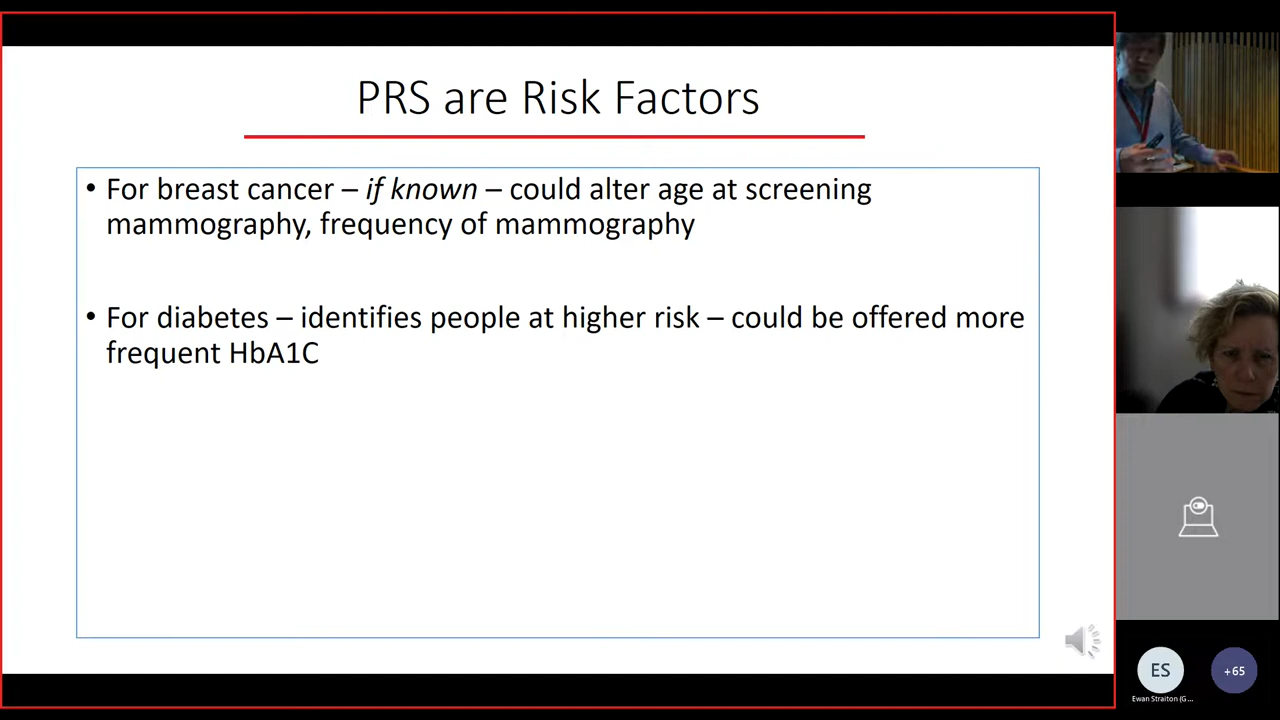 PRS are Risk Factors
• For breast cancer – if known – could alter age at screening
mammography, frequency of mammography
• For diabetes – identifies people at higher risk – could be offered more
frequent HbA1C
ES
+65
Ewan Straiton (G...